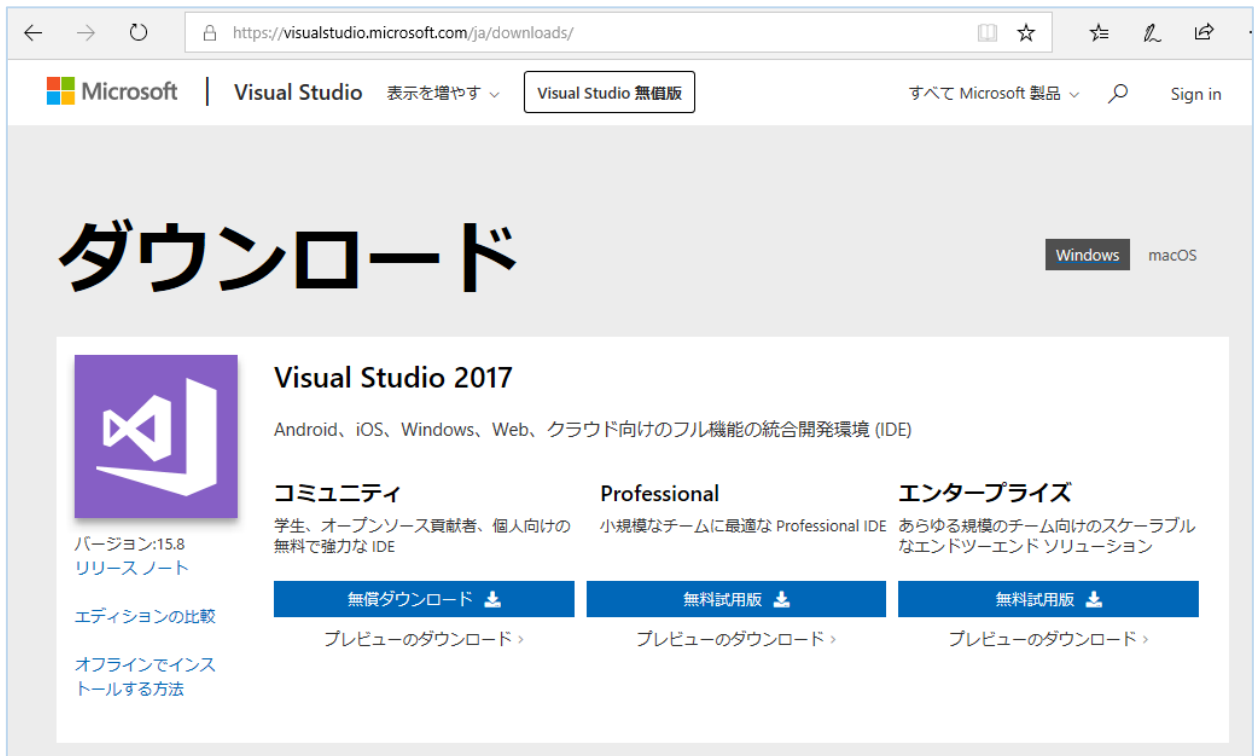 https://visualstudio.microsoft.com/ja/downloads/
Microsoft Visual Studio 表示を増やす Visual Studio 無償版 すべて Microsoft 製品 Sign in
ダウンロード
Windows macOS
Visual Studio 2017
Android、iOS、Windows、Web、クラウド向けのフル機能の統合開発環境 (IDE)
コミュニティ
学生、オープンソース貢献者、個人向けの
無料で強力な IDE
無償ダウンロード
プレビューのダウンロード
Professional
小規模なチームに最適な Professional IDE
無料試用版
プレビューのダウンロード
エンタープライズ
あらゆる規模のチーム向けのスケーラブル
なエンドツーエンド ソリューション
無料試用版
プレビューのダウンロード
バージョン:15.8
リリース ノート
エディションの比較
オフラインでインス
トールする方法